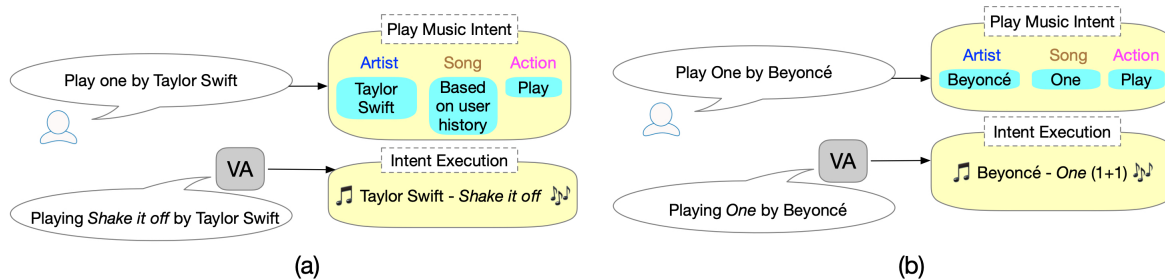 Play Music Intent
Artist Song Action
Play one by Taylor Swift
Taylor
Swift
Based
on user
history
Play
VA
Intent Execution
Taylor Swift - Shake it off
Playing Shake it off by Taylor Swift
(a)
Play Music Intent
Artist Song Action
Play One by Beyoncé
Beyoncé One Play
VA
Intent Execution
Beyoncé - One (1+1)
Playing One by Beyoncé
(b)